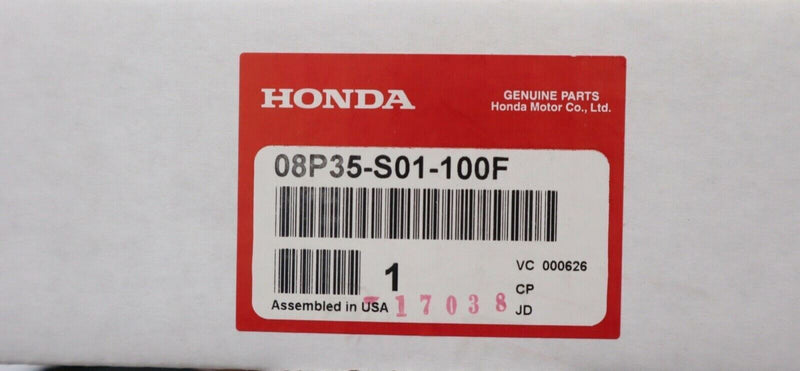 HONDA
GENUINE PARTS
Honda Motor Co., Ltd.
08P35-S01-100F
1
VC 000626
CP
Assembled in USA
17038
JD